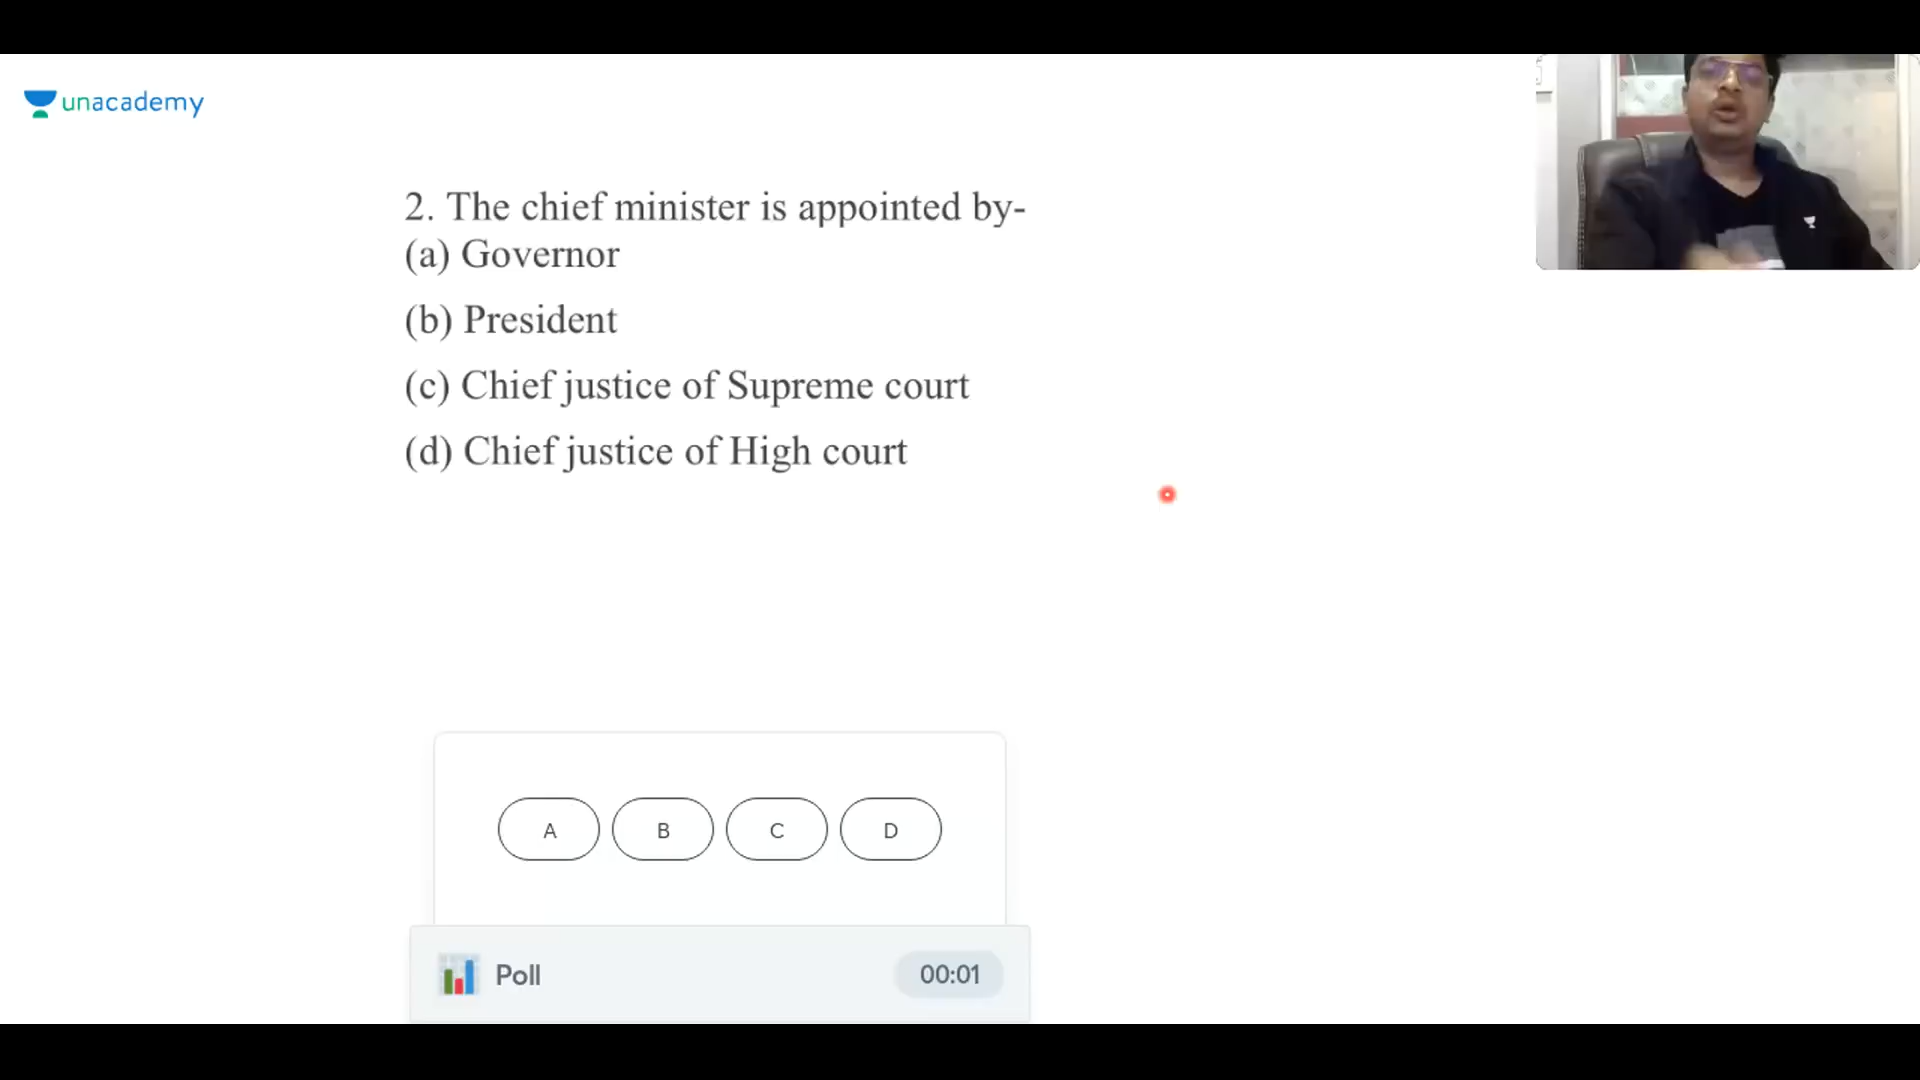 unacademy
2. The chief minister is appointed by-
(a) Governor
(b) President
(c) Chief justice of Supreme court
(d) Chief justice of High court
A B C D
Poll 00:01